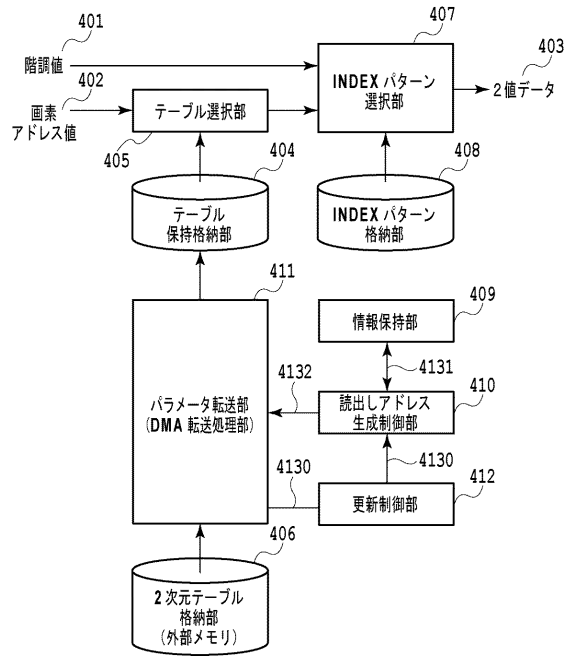 401
階調値
402
画素
アドレス値
テーブル選択部
405
407
INDEX パターン
選択部
403
2値データ
404
テーブル
保持格納部
408
INDEX パターン
格納部
411
パラメータ転送部
(DMA 転送処理部)
409
情報保持部
4131
4132
読出しアドレス
生成制御部
410
4130
4130
更新制御部
412
406
2次元テーブル
格納部
(外部メモリ)